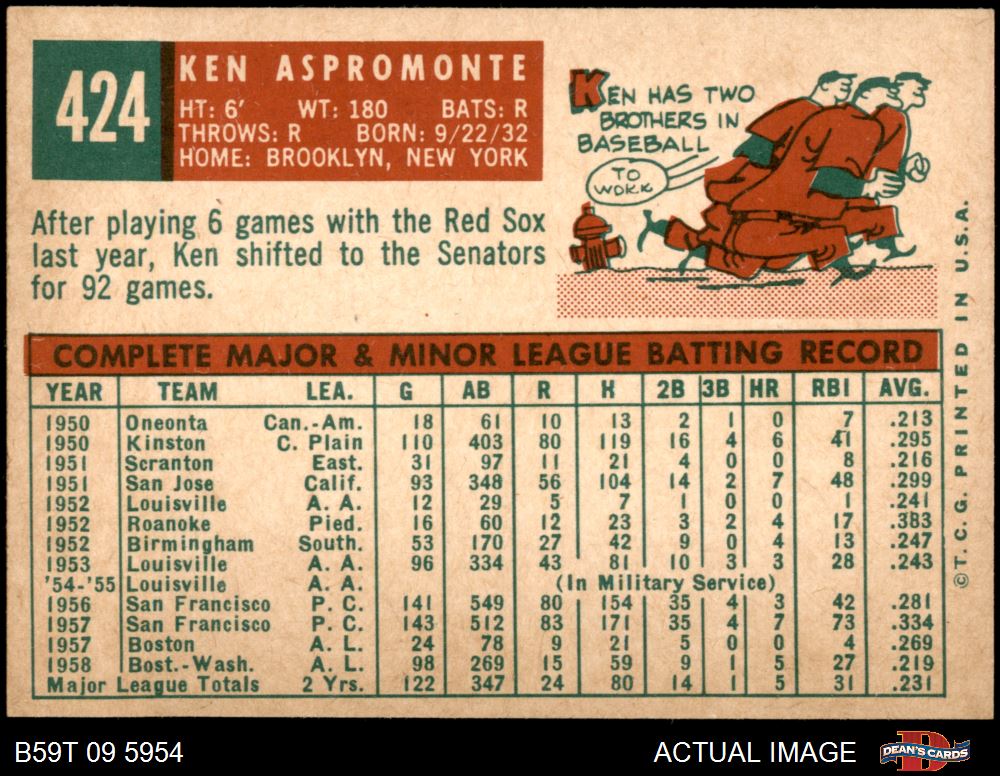 424
KEN ASPROMONTE
HT: 6' WT: 180 BATS: R
THROWS: R BORN: 9/22/32
HOME: BROOKLYN, NEW YORK
KEN HAS TWO
BROTHERS IN
BASEBALL
TO
WORK
After playing 6 games with the Red Sox
last year, Ken shifted to the Senators
for 92 games.
COMPLETE MAJOR & MINOR LEAGUE BATTING RECORD
YEAR TEAM LEA. G AB R H 2B 3B HR RBI AVG.
1950 Oneonta Can.-Am. 18 61 10 13 2 1 0 7 .213
1950 Kinston C. Plain 110 403 80 119 16 4 6 41 .295
1951 Scranton East. 31 97 11 21 4 0 0 8 .216
1951 San Jose Calif. 93 348 56 104 14 2 7 48 .299
1952 Louisville A. A. 12 29 5 7 1 0 0 1 .241
1952 Roanoke Pied. 16 60 12 23 3 2 4 17 .383
1952 Birmingham South. 53 170 27 42 9 0 4 13 .247
1953 Louisville A. A. 96 334 43 81 10 3 3 28 .243
'54-'55 Louisville A. A. (In Military Service)
1956 San Francisco P. C. 141 549 80 154 35 4 3 42 .281
1957 San Francisco P. C. 143 512 83 171 35 4 7 73 .334
1957 Boston A. L. 24 78 9 21 5 0 0 4 .269
1958 Bost.-Wash. A. L. 98 269 15 59 9 1 5 27 .219
Major League Totals 2 Yrs. 122 347 24 80 14 1 5 31 .231
©T. C. G. PRINTED IN U.S.A.
B59T 09 5954
ACTUAL IMAGE
D
DEAN'S CARDS